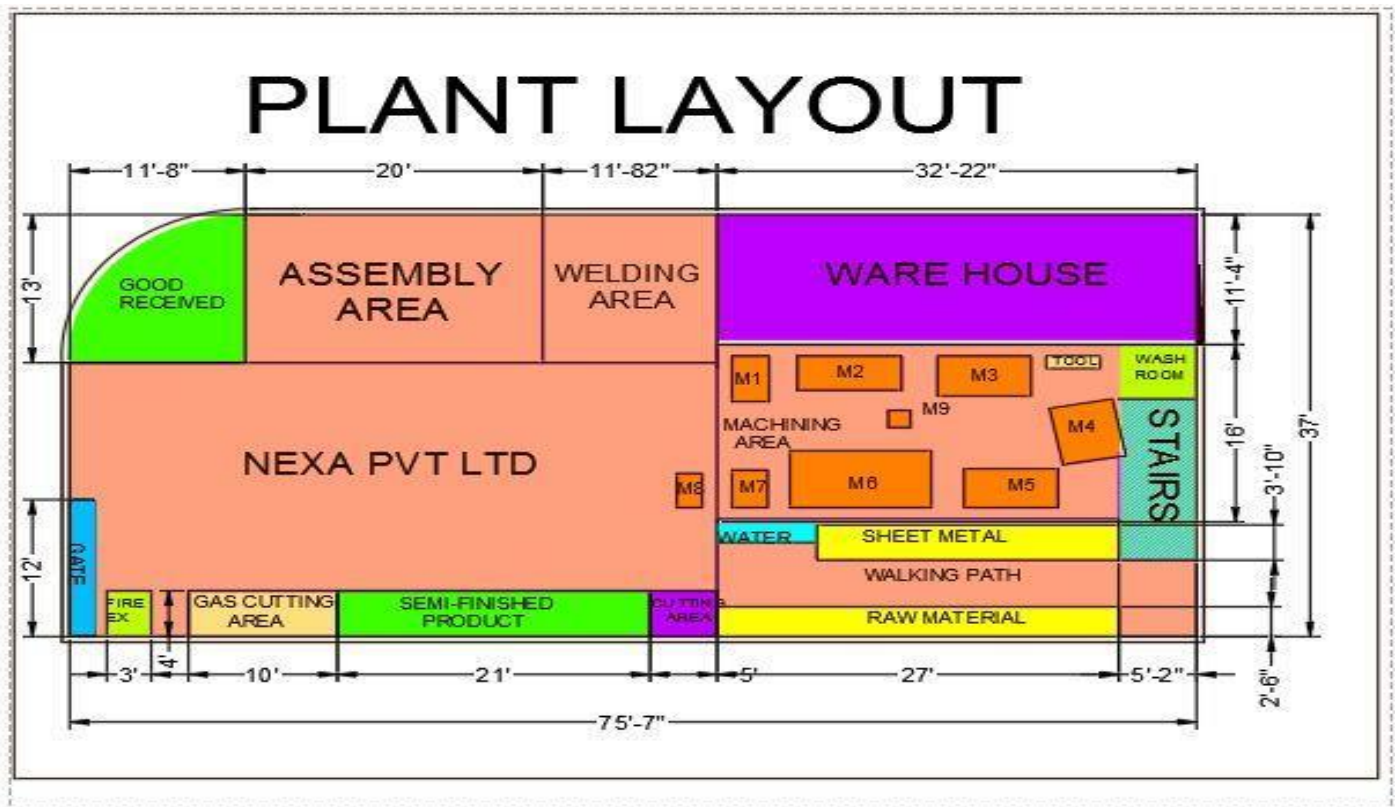 PLANT LAYOUT
11'-8"
20'
11'-82"
32'-22"
13'
GOOD
RECEIVED
ASSEMBLY
AREA
WELDING
AREA
WARE HOUSE
11'-4"
37'
M1
M2
M3
TOOL
WASH
ROOM
M9
MACHINING
AREA
M4
STAIRS
16'
NEXA PVT LTD
M8
M7
M6
M5
3'-10"
12'
GATE
WATER
SHEET METAL
WALKING PATH
FIRE
EX
4'
GAS CUTTING
AREA
SEMI-FINISHED
PRODUCT
CUTTING
AREA
RAW MATERIAL
3'
10'
21'
5'
27'
5'-2"
2'-6"
75'-7"